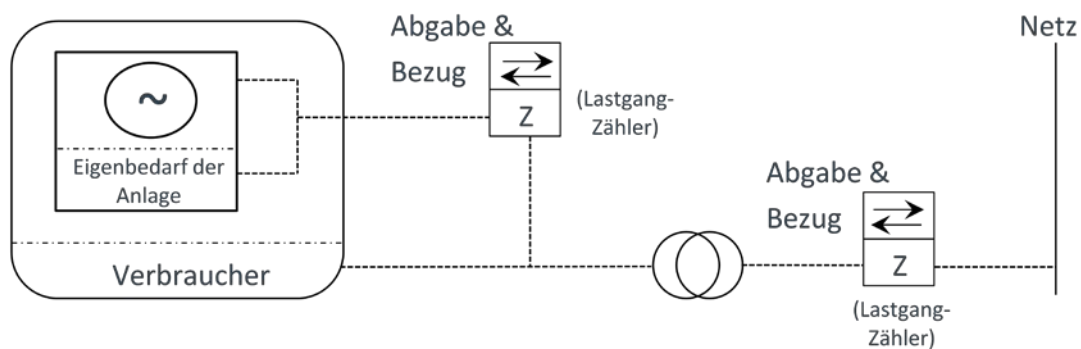 Abgabe &
Bezug
Z
(Lastgang-
Zähler)
Netz
~
Eigenbedarf der
Anlage
Verbraucher
Abgabe &
Bezug
Z
(Lastgang-
Zähler)